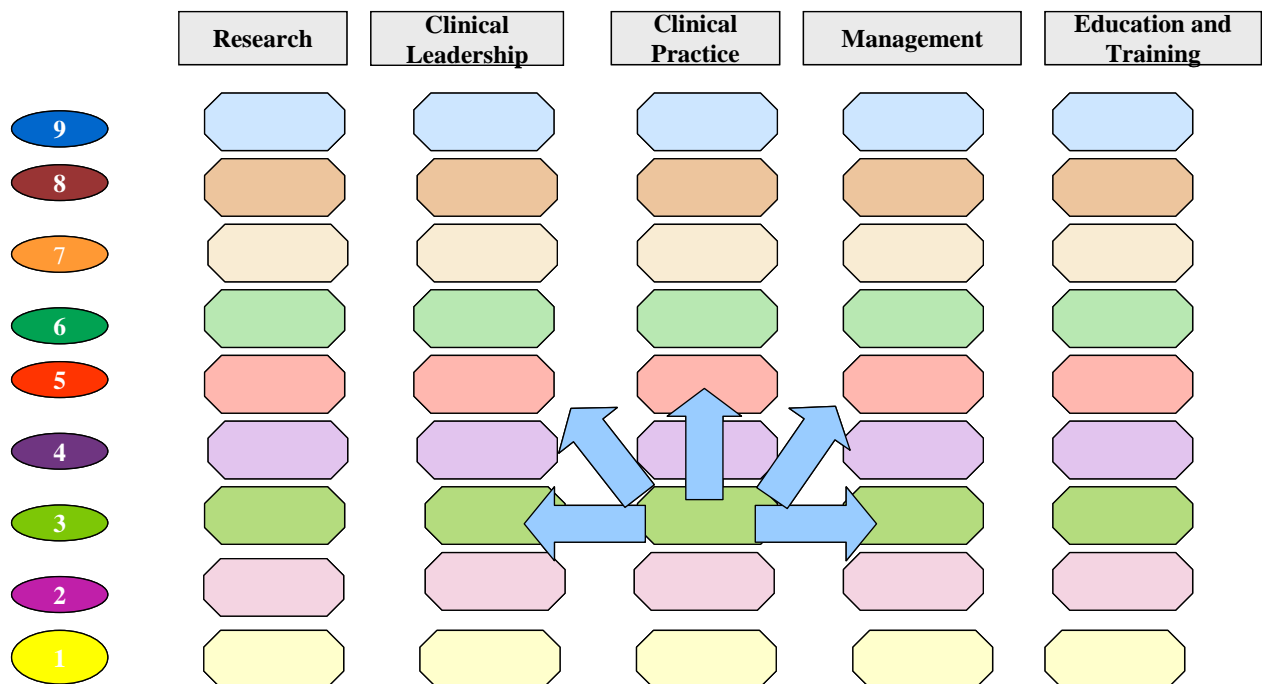 Research
Clinical
Leadership
Clinical
Practice
Management
Education and
Training
9
8
7
6
5
4
3
2
1